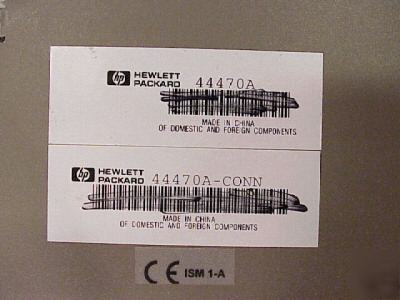 hp HEWLETT
PACKARD 44470A
MADE IN CHINA
OF DOMESTIC AND FOREIGN COMPONENTS
hp HEWLETT
PACKARD 44470A-CONN
MADE IN CHINA
OF DOMESTIC AND FOREIGN COMPONENTS
CE ISM 1-A